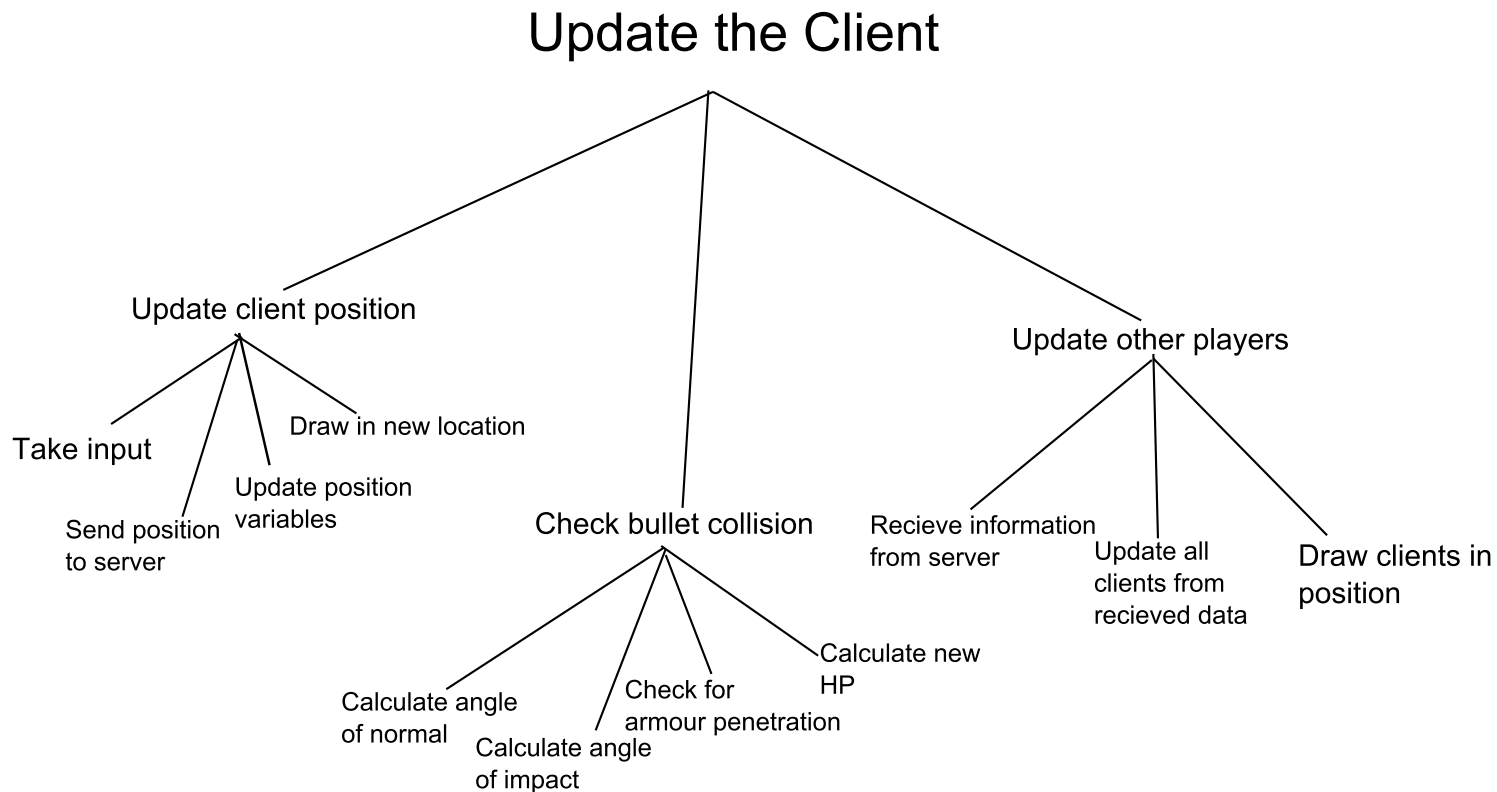 Update the Client
Update client position
Take input
Send position
to server
Update position
variables
Draw in new location
Check bullet collision
Calculate angle
of normal
Calculate angle
of impact
Check for
armour penetration
Calculate new
HP
Update other players
Recieve information
from server
Update all
clients from
recieved data
Draw clients in
position